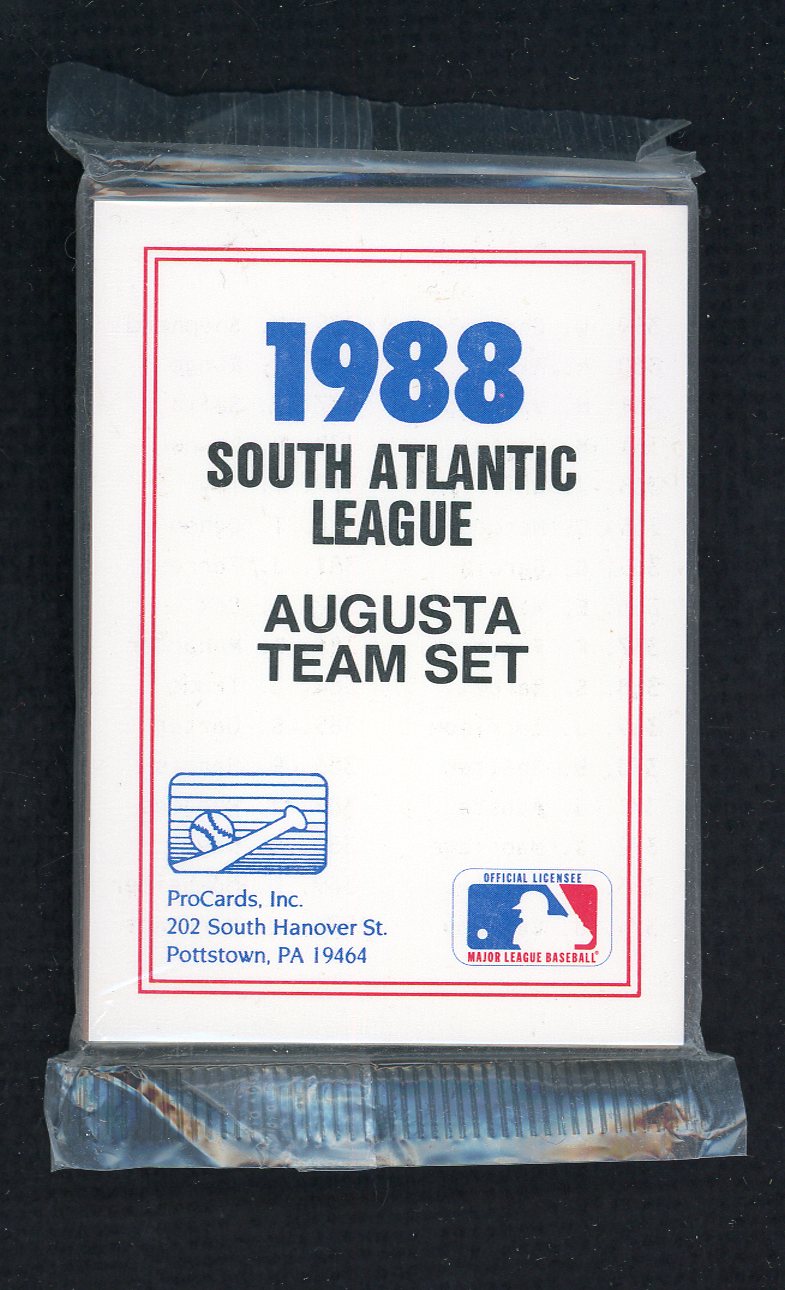 1988
SOUTH ATLANTIC
LEAGUE
AUGUSTA
TEAM SET
ProCards, Inc.
202 South Hanover St.
Pottstown, PA 19464
OFFICIAL LICENSEE
MAJOR LEAGUE BASEBALL®